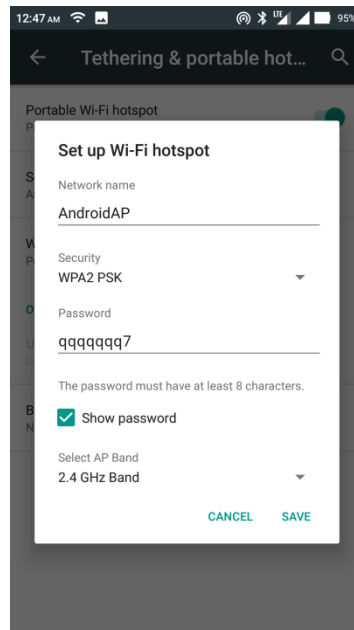 12:47 AM LTE 95%
Tethering & portable hot...
Portable Wi-Fi hotspot
Set up Wi-Fi hotspot
Network name
AndroidAP
Security
WPA2 PSK
Password
qqqqqqq7
The password must have at least 8 characters.
Show password
Select AP Band
2.4 GHz Band
CANCEL SAVE